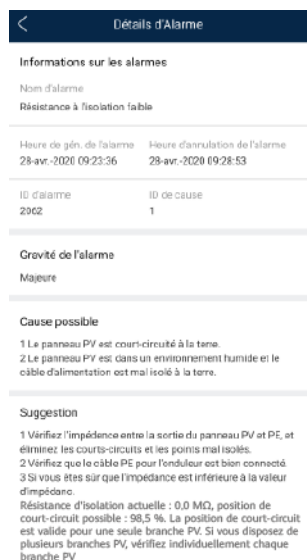 Détails d'Alarme
Informations sur les alarmes
Nom d'alarme
Résistance à l'isolation faible
Heure de gén. de l'alarme Heure d'annulation de l'alarme
28-avr.-2020 09:23:36 28-avr.-2020 09:28:53
ID d'alarme ID de cause
2062 1
Gravité de l'alarme
Majeure
Cause possible
1 Le panneau PV est court-circuité à la terre.
2 Le panneau PV est dans un environnement humide et le
câble d'alimentation est mal isolé à la terre.
Suggestion
1 Vérifiez l'impédance entre la sortie du panneau PV et PE, et
éliminez les courts-circuits et les points mal isolés.
2 Vérifiez que le câble PE pour l'onduleur est bien connecté.
3 Si vous êtes sûr que l'impédance est inférieure à la valeur
d'impédanc.
Résistance d'isolation actuelle : 0,0 MΩ, position de
court-circuit possible : 98,5 %. La position de court-circuit
est valide pour une seule branche PV. Si vous disposez de
plusieurs branches PV, vérifiez individuellement chaque
branche PV